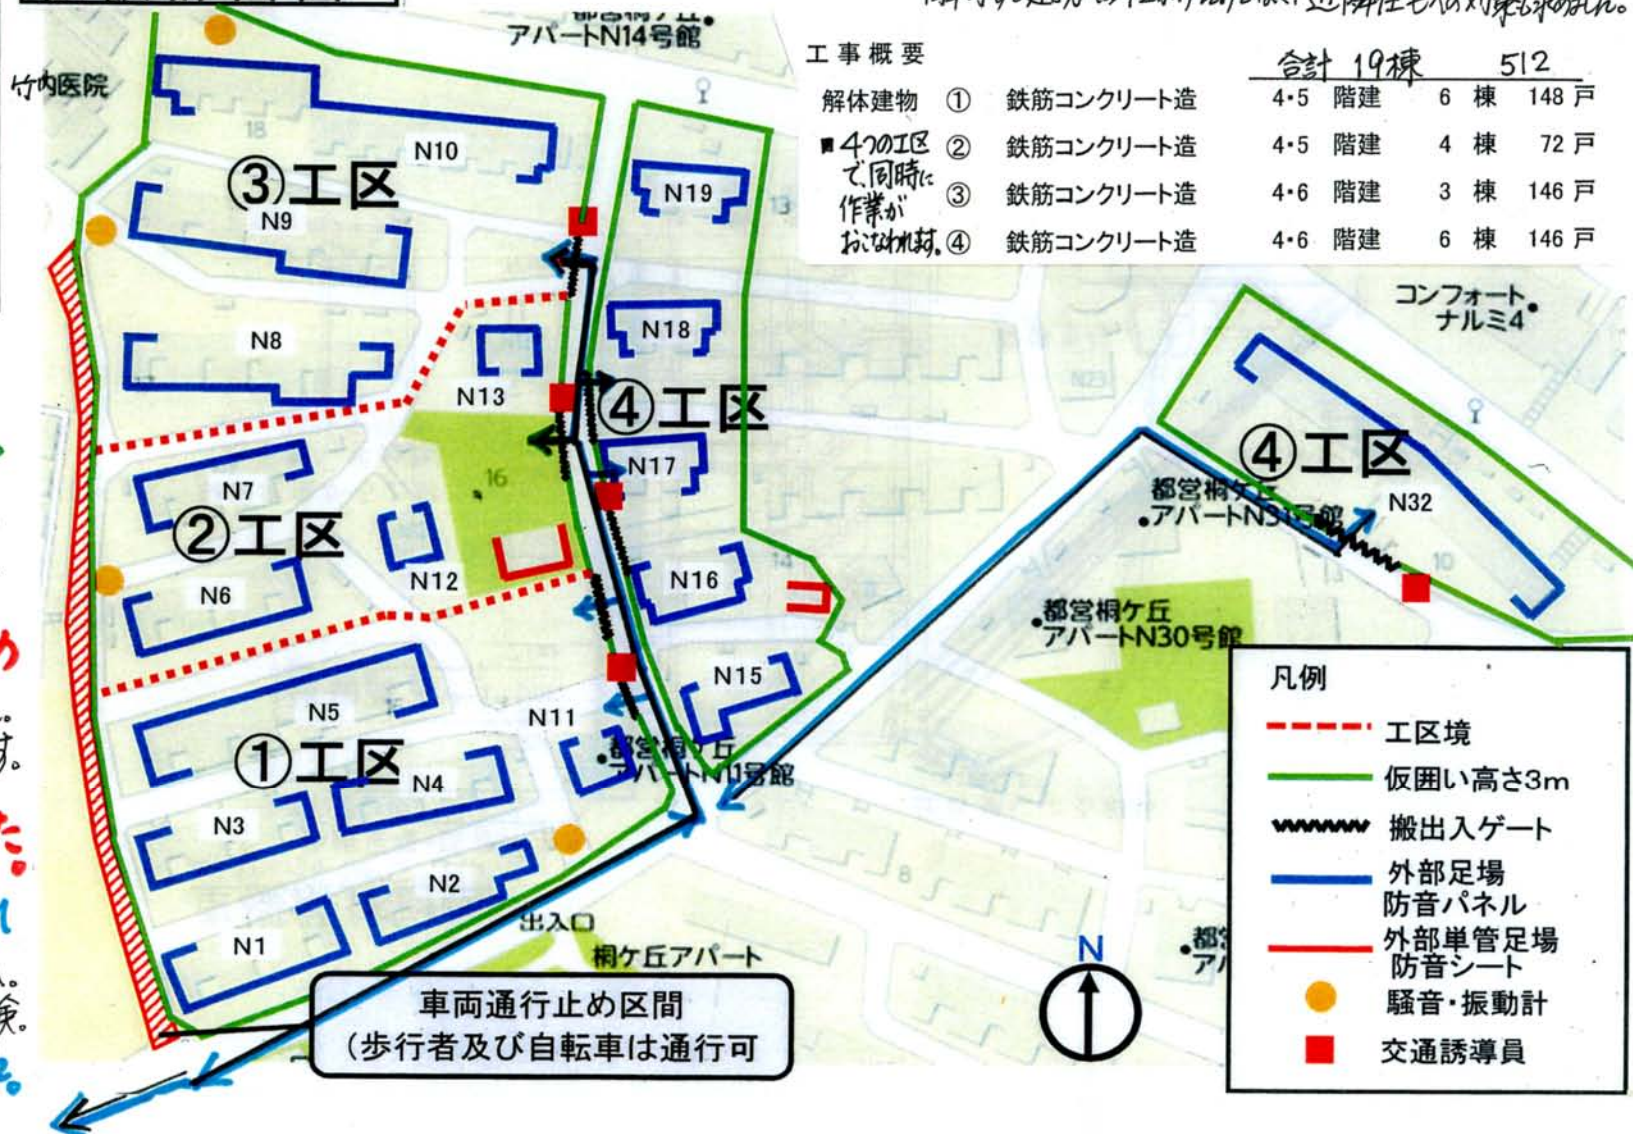 都営桐ケ丘
アパートN14号館
竹内医院
工事概要
合計 19棟 512
解体建物 ① 鉄筋コンクリート造 4・5 階建 6 棟 148 戸
② 鉄筋コンクリート造 4・5 階建 4 棟 72 戸
③ 鉄筋コンクリート造 4・6 階建 3 棟 146 戸
④ 鉄筋コンクリート造 4・6 階建 6 棟 146 戸
■4つの工区
で、同時に
作業が
おこなわれます。
18
N10
③工区
N9
N19
13
N8
N18
N13
④工区
N17
N7
16
②工区
N12
N6
N16
14
N15
N5
N11
①工区
都営桐ケ丘
アパートN11号館
N4
N3
N2
N1
8
出入口
桐ケ丘アパート
車両通行止め区間
(歩行者及び自転車は通行可
コンフォート
ナルミ4
N23
④工区
N32
都営桐ケ丘
アパートN31号館
10
都営桐ケ丘
アパートN30号館
N
凡例
工区境
仮囲い高さ3m
搬出入ゲート
外部足場
防音パネル
外部単管足場
防音シート
騒音・振動計
交通誘導員